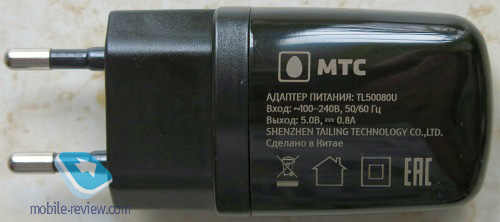 МТС
АДАПТЕР ПИТАНИЯ: TL50080U
Вход: ~100–240В, 50/60 Гц
Выход: 5.0В, ⎓ 0.8А
SHENZHEN TAILING TECHNOLOGY CO.,LTD.
Сделано в Китае
EAC
mobile-review.com